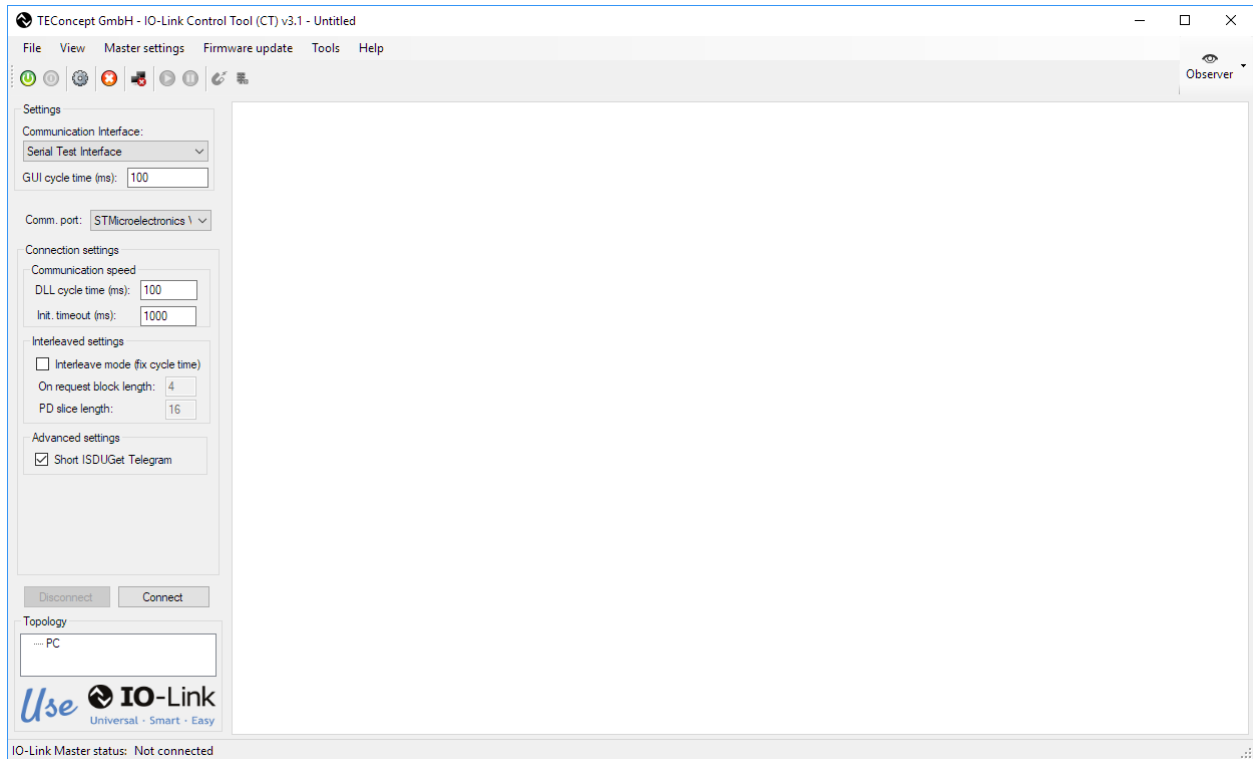 TEConcept GmbH - IO-Link Control Tool (CT) v3.1 - Untitled
File View Master settings Firmware update Tools Help
Observer
Settings
Communication Interface:
Serial Test Interface
GUI cycle time (ms): 100
Comm. port: STMicroelectronics
Connection settings
Communication speed
DLL cycle time (ms): 100
Init. timeout (ms): 1000
Interleaved settings
Interleave mode (fix cycle time)
On request block length: 4
PD slice length: 16
Advanced settings
Short ISDUGet Telegram
Disconnect Connect
Topology
PC
Use IO-Link
Universal · Smart · Easy
IO-Link Master status: Not connected